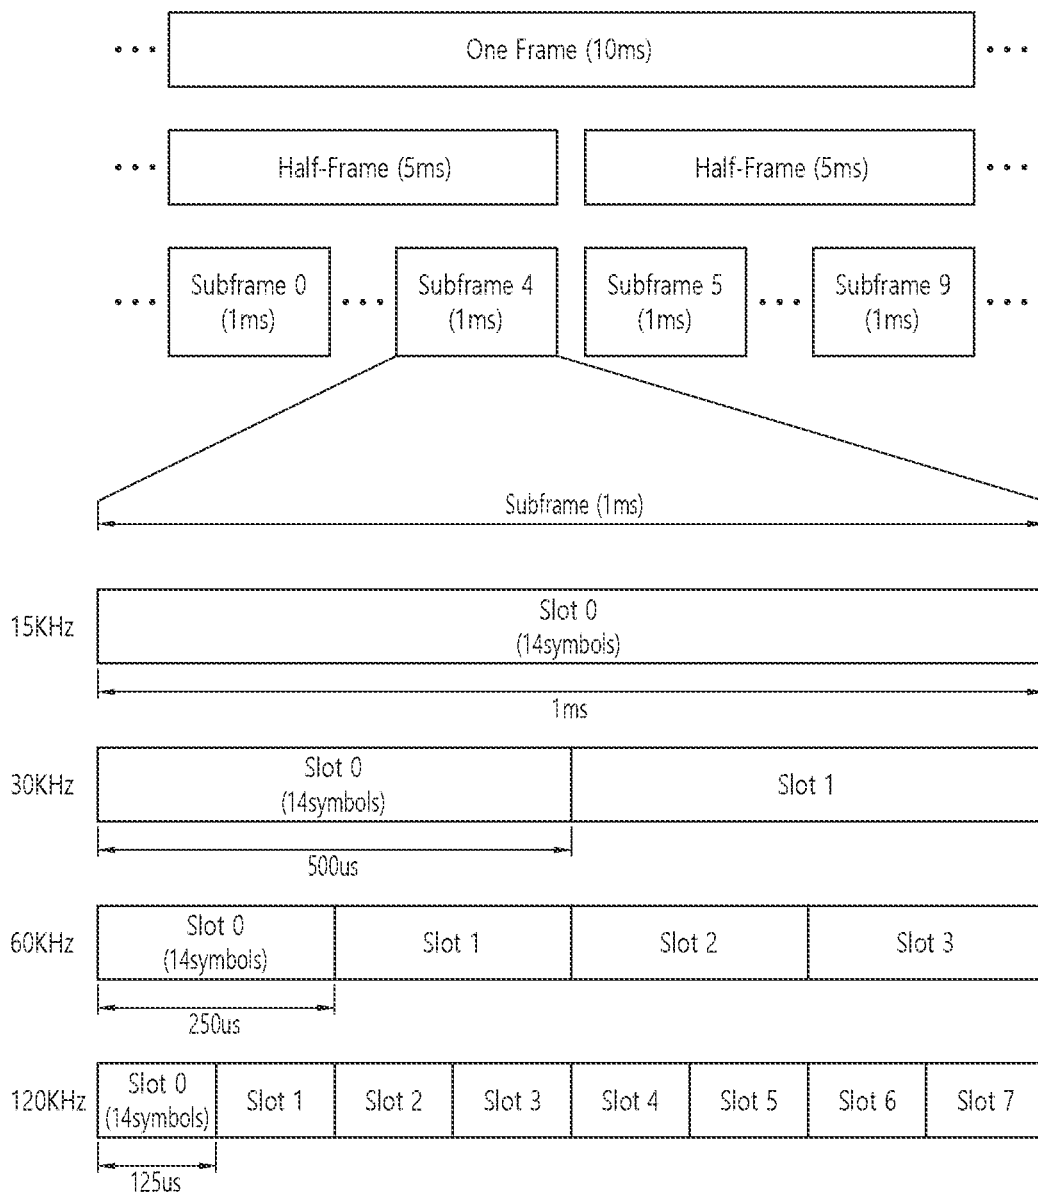 One Frame (10ms)
Half-Frame (5ms) Half-Frame (5ms)
Subframe 0 Subframe 4 Subframe 5 Subframe 9
(1ms) (1ms) (1ms) (1ms)
Subframe (1ms)
15KHz
Slot 0
(14symbols)
1ms
30KHz
Slot 0
(14symbols)
Slot 1
500us
60KHz
Slot 0
(14symbols)
Slot 1
Slot 2
Slot 3
250us
120KHz
Slot 0
(14symbols)
Slot 1
Slot 2
Slot 3
Slot 4
Slot 5
Slot 6
Slot 7
125us